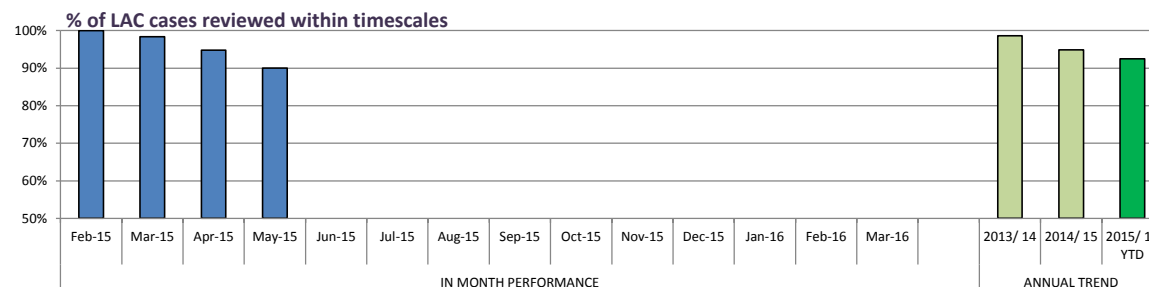 % of LAC cases reviewed within timescales
100%
90%
80%
70%
60%
50%
Feb-15 Mar-15 Apr-15 May-15 Jun-15 Jul-15 Aug-15 Sep-15 Oct-15 Nov-15 Dec-15 Jan-16 Feb-16 Mar-16 2013/ 14 2014/ 15 2015/ 1
YTD
IN MONTH PERFORMANCE ANNUAL TREND